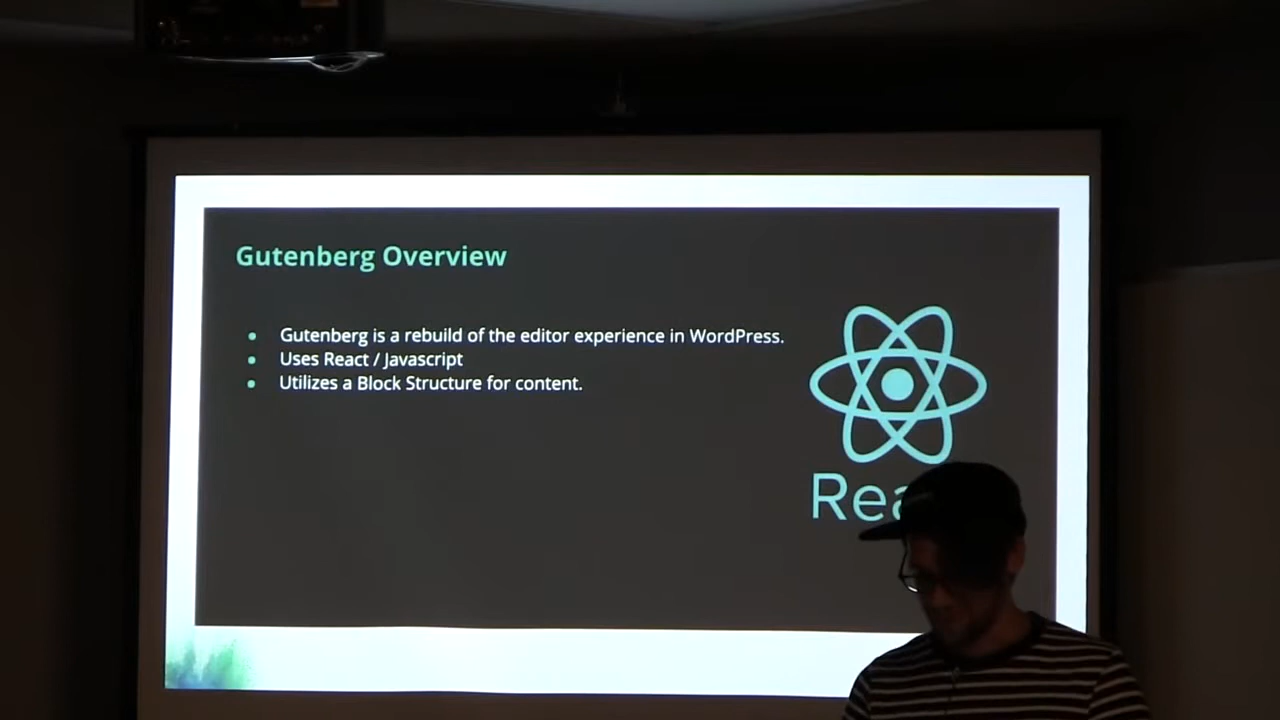 Gutenberg Overview
Gutenberg is a rebuild of the editor experience in WordPress.
Uses React / Javascript
Utilizes a Block Structure for content.